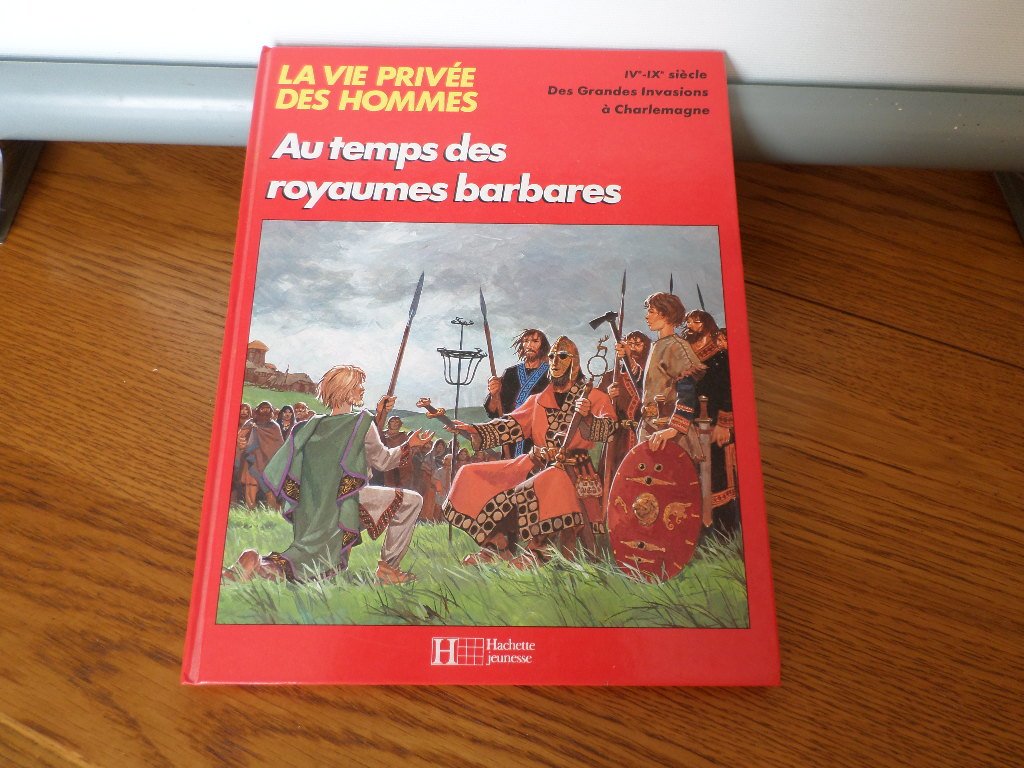 LA VIE PRIVÉE
DES HOMMES
IVᵉ-IXᵉ siècle
Des Grandes Invasions
à Charlemagne
Au temps des
royaumes barbares
H
Hachette
jeunesse